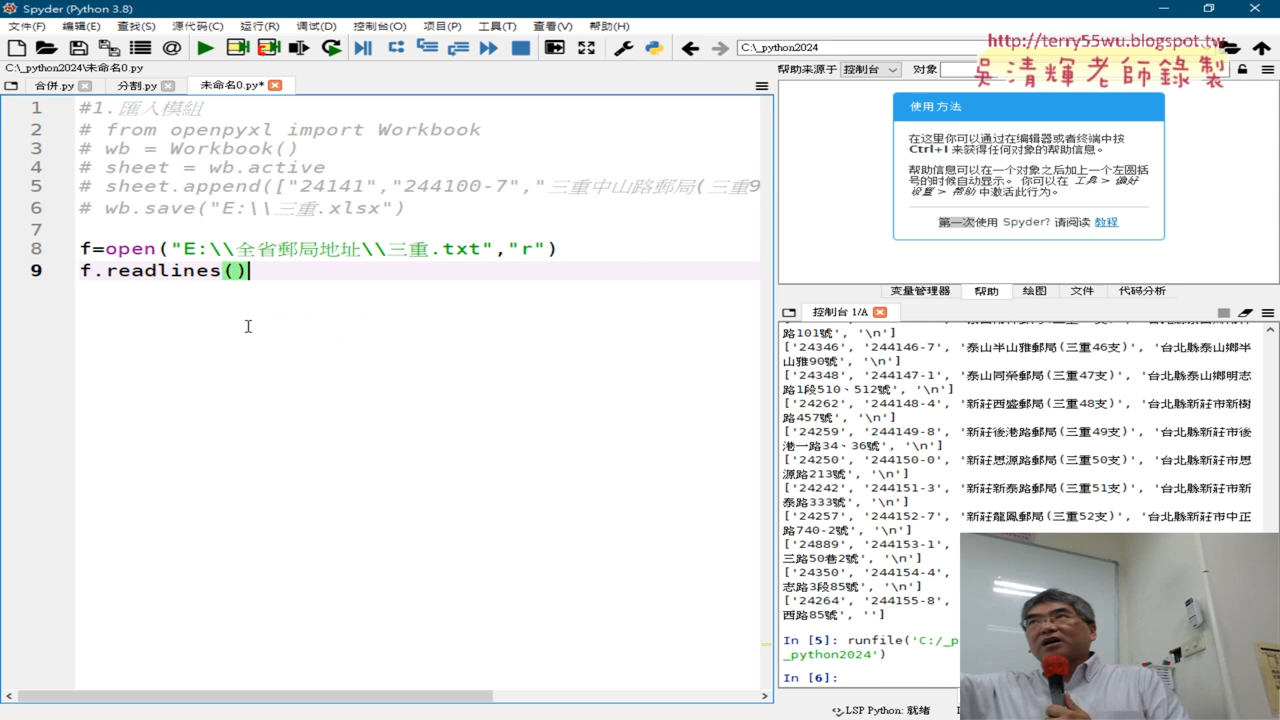 Spyder (Python 3.8)
文件(F) 编辑(E) 查找(S) 源代码(C) 运行(R) 调试(D) 控制台(O) 项目(P) 工具(T) 查看(V) 帮助(H)
C:\_python2024
http://terry55wu.blogspot.tw
吳清輝老師錄製
C:\_python2024\未命名0.py
合併.py 分割.py 未命名0.py*
帮助来源于 控制台 对象
1 #1.匯入模組
2 # from openpyxl import Workbook
3 # wb = Workbook()
4 # sheet = wb.active
5 # sheet.append(["24141","244100-7","三重中山路郵局(三重9
6 # wb.save("E:\\三重.xlsx")
7
8 f=open("E:\\全省郵局地址\\三重.txt","r")
9 f.readlines()
使用方法
在这里你可以通过在编辑器或者终端中按
Ctrl+I 来获得任何对象的帮助信息。
帮助信息可以在一个对象之后加上一个左圆括
号的时候自动显示。 你可以在 工具 > 偏好
设置 > 帮助 中激活此行为。
第一次使用 Spyder? 请阅读 教程
变量管理器 帮助 绘图 文件 代码分析
控制台 1/A
路101號', '\n']
['24346', '244146-7', '泰山半山雅郵局(三重46支)', '台北縣泰山鄉半
山雅90號', '\n']
['24348', '244147-1', '泰山同榮郵局(三重47支)', '台北縣泰山鄉明志
路1段510、512號', '\n']
['24262', '244148-4', '新莊西盛郵局(三重48支)', '台北縣新莊市新樹
路457號', '\n']
['24259', '244149-8', '新莊後港路郵局(三重49支)', '台北縣新莊市後
港一路34、36號', '\n']
['24250', '244150-0', '新莊思源路郵局(三重50支)', '台北縣新莊市思
源路213號', '\n']
['24242', '244151-3', '新莊新泰路郵局(三重51支)', '台北縣新莊市新
泰路333號', '\n']
['24257', '244152-7', '新莊龍鳳郵局(三重52支)', '台北縣新莊市中正
路740-2號', '\n']
['24889', '244153-1',
三路50巷2號', '\n']
['24350', '244154-4',
志路3段85號', '\n']
['24264', '244155-8',
西路85號', '']
In [5]: runfile('C:/_p
_python2024')
In [6]:
LSP Python: 就绪